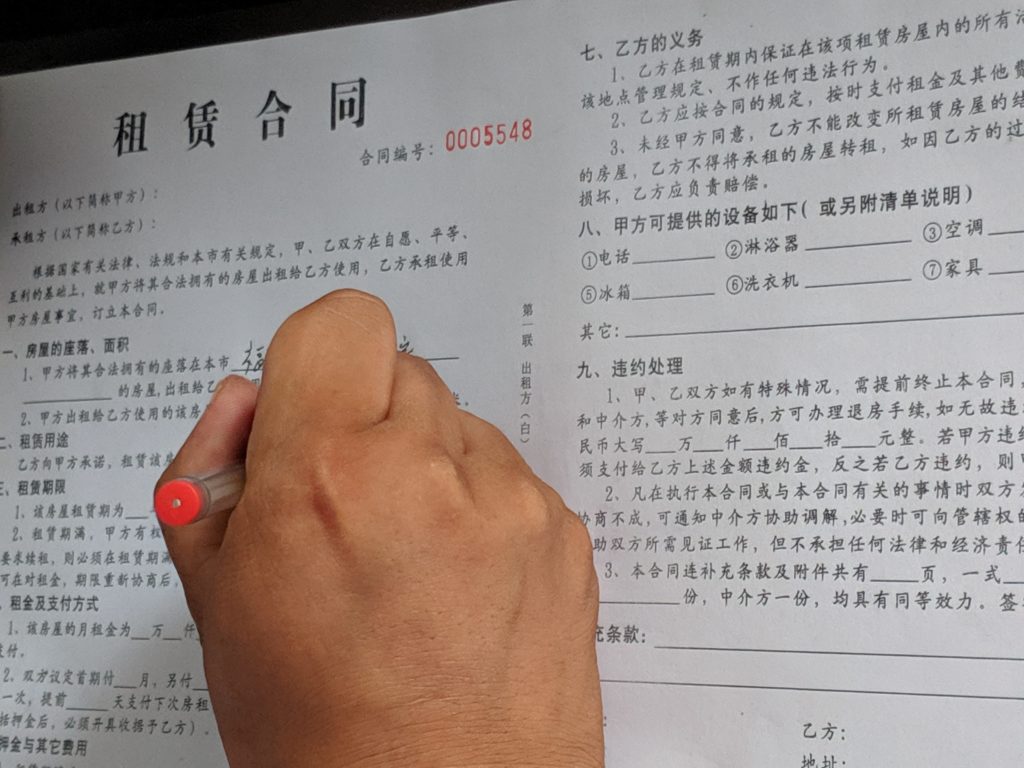 租赁合同
合同编号：0005548
出租方（以下简称甲方）：
承租方（以下简称乙方）：
根据国家有关法律、法规和本市有关规定，甲、乙双方在自愿、平等、
互利的基础上，就甲方将其合法拥有的房屋出租给乙方使用，乙方承租使用
甲方房屋事宜，订立本合同。
一、房屋的座落、面积
1、甲方将其合法拥有的座落在本市 福
的房屋，出租给乙
2、甲方出租给乙方使用的该房
二、租赁用途
乙方向甲方承诺，租赁该房
三、租赁期限
1、该房屋租赁期为
2、租赁期满，甲方有权
要求续租，则必须在租赁期满
可在对租金，期限重新协商后，
租金及支付方式
1、该房屋的月租金为__万__仟
支付。
2、双方议定首期付___月，另付
一次，提前_____天支付下次房租
括押金后，必须开具收据予乙方）。
押金与其它费用
第一联 出租方（白）
七、乙方的义务
1、乙方在租赁期内保证在该项租赁房屋内的所有
该地点管理规定、不作任何违法行为。
2、乙方应按合同的规定，按时支付租金及其他费
3、未经甲方同意，乙方不能改变所租赁房屋的结
的房屋，乙方不得将承租的房屋转租，如因乙方的过
损坏，乙方应负责赔偿。
八、甲方可提供的设备如下（或另附清单说明）
①电话________ ②淋浴器__________ ③空调
⑤冰箱________ ⑥洗衣机__________ ⑦家具
其它：
九、违约处理
1、甲、乙双方如有特殊情况，需提前终止本合同，
和中介方，等对方同意后，方可办理退房手续，如无故违
民币大写___万___仟___佰___拾___元整。若甲方违约
须支付给乙方上述金额违约金，反之若乙方违约，则
2、凡在执行本合同或与本合同有关的事情时双方
协商不成，可通知中介方协助调解，必要时可向管辖权的
助双方所需见证工作，但不承担任何法律和经济责任
3、本合同连补充条款及附件共有_____页，一式
________份，中介方一份，均具有同等效力。签
充条款：
乙方：
地址：